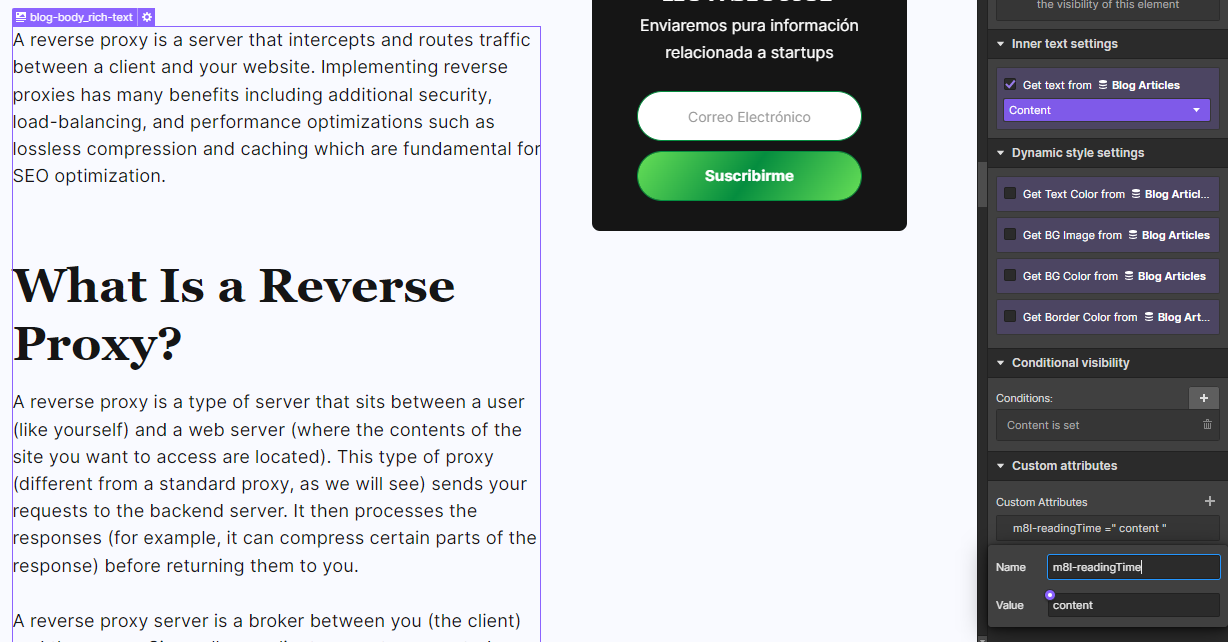 blog-body_rich-text
A reverse proxy is a server that intercepts and routes traffic
between a client and your website. Implementing reverse
proxies has many benefits including additional security,
load-balancing, and performance optimizations such as
lossless compression and caching which are fundamental for
SEO optimization.
What Is a Reverse
Proxy?
A reverse proxy is a type of server that sits between a user
(like yourself) and a web server (where the contents of the
site you want to access are located). This type of proxy
(different from a standard proxy, as we will see) sends your
requests to the backend server. It then processes the
responses (for example, it can compress certain parts of the
response) before returning them to you.
A reverse proxy server is a broker between you (the client)
Enviaremos pura información
relacionada a startups
Correo Electrónico
Suscribirme
the visibility of this element
Inner text settings
Get text from Blog Articles
Content
Dynamic style settings
Get Text Color from Blog Articl...
Get BG Image from Blog Articles
Get BG Color from Blog Articles
Get Border Color from Blog Art...
Conditional visibility
Conditions:
Content is set
Custom attributes
Custom Attributes
m8l-readingTime =" content "
Name m8l-readingTime
Value content